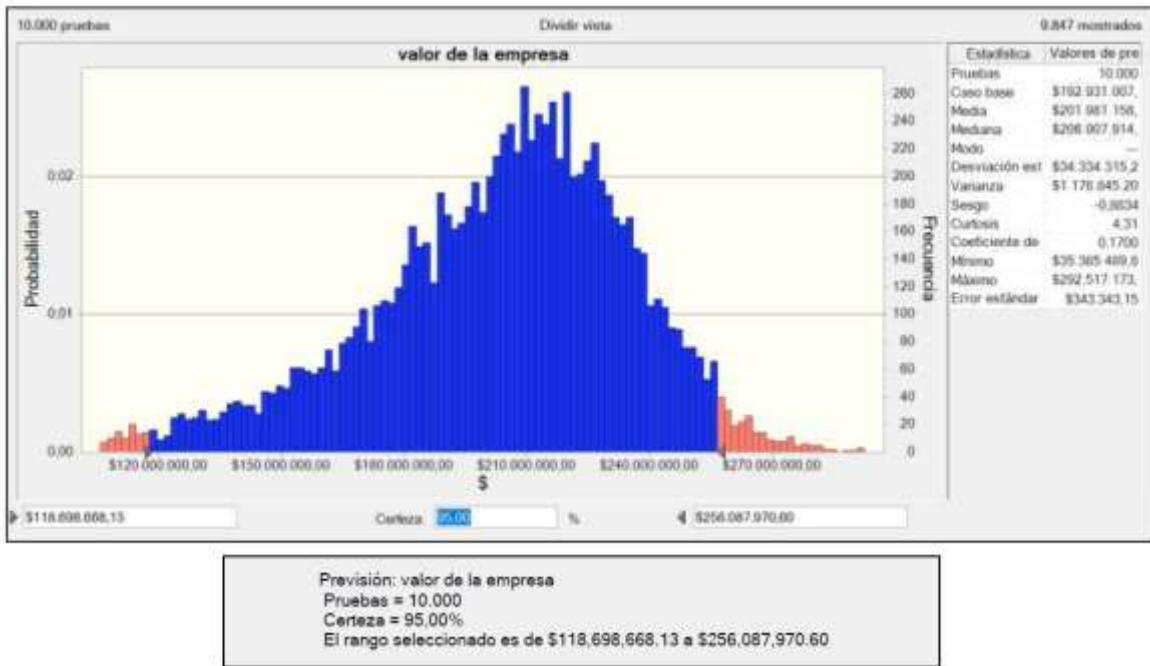 10.000 pruebas Dividir vista 9.847 mostrados
valor de la empresa
Probabilidad
0,02
0,01
0,00
260
240
220
200
180
160
140
120
100
80
60
40
20
0
Frecuencia
$120.000.000,00 $150.000.000,00 $180.000.000,00 $210.000.000,00 $240.000.000,00 $270.000.000,00
$
Estadística Valores de pre
Pruebas 10.000
Caso base $192.931.007,
Media $201.981.158,
Mediana $206.907.914,
Modo ---
Desviación est $34.334.315,2
Varianza $1.178.845.20
Sesgo -0,8834
Curtosis 4,31
Coeficiente de 0,1700
Mínimo $35.365.489,6
Máximo $292.517.173,
Error estándar $343.343,15
$118.698.668,13 Certeza: 95,00 % $256.087.970,60
Previsión: valor de la empresa
Pruebas = 10.000
Certeza = 95,00%
El rango seleccionado es de $118,698,668.13 a $256,087,970.60